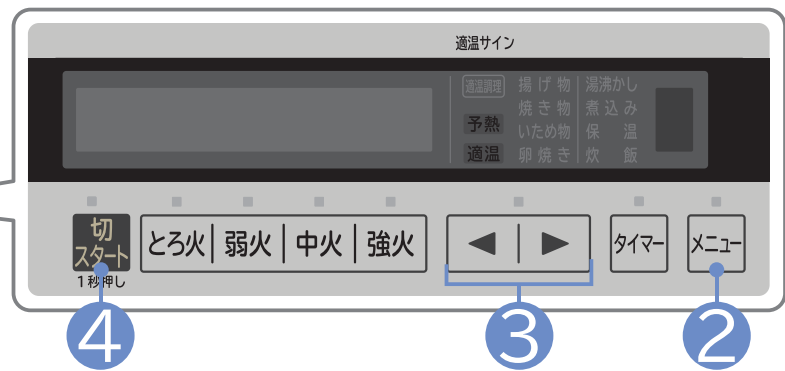 適温サイン
適温調理 揚げ物 湯沸かし
焼き物 煮込み
予熱 いため物 保温
適温 卵焼き 炊飯
切 スタート とろ火 弱火 中火 強火 ◀ ▶ タイマー メニュー
1秒押し
4 3 2